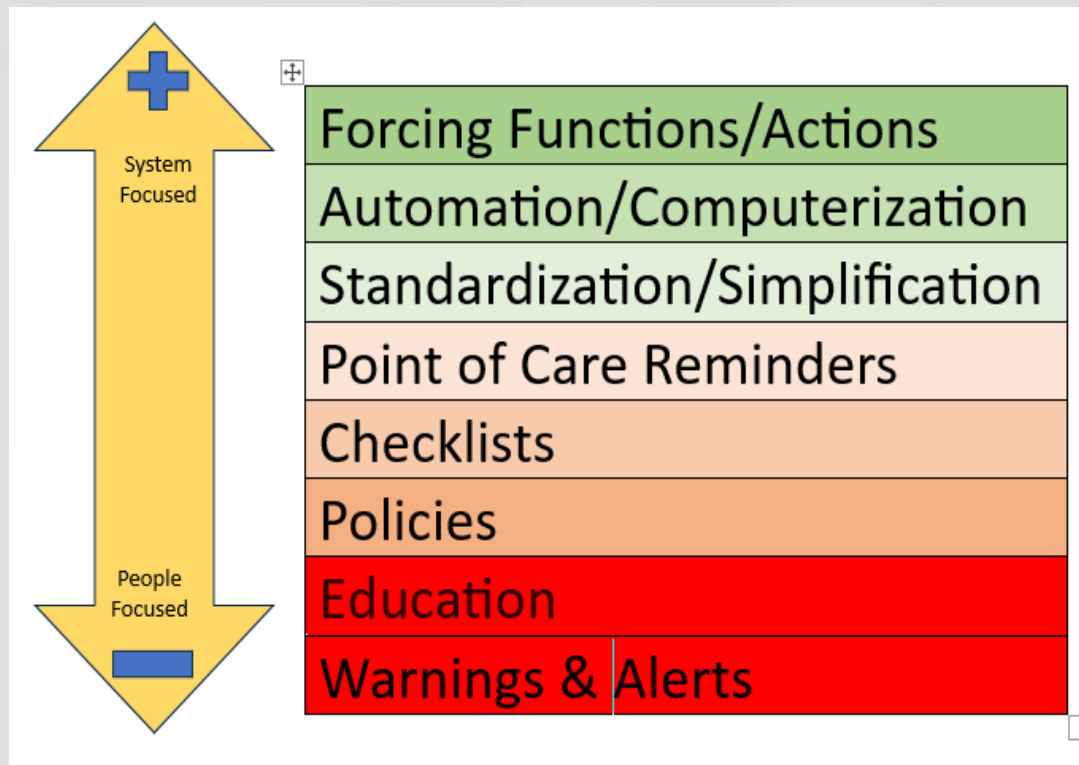 System
Focused
Forcing Functions/Actions
Automation/Computerization
Standardization/Simplification
Point of Care Reminders
Checklists
Policies
People
Focused
Education
Warnings & Alerts